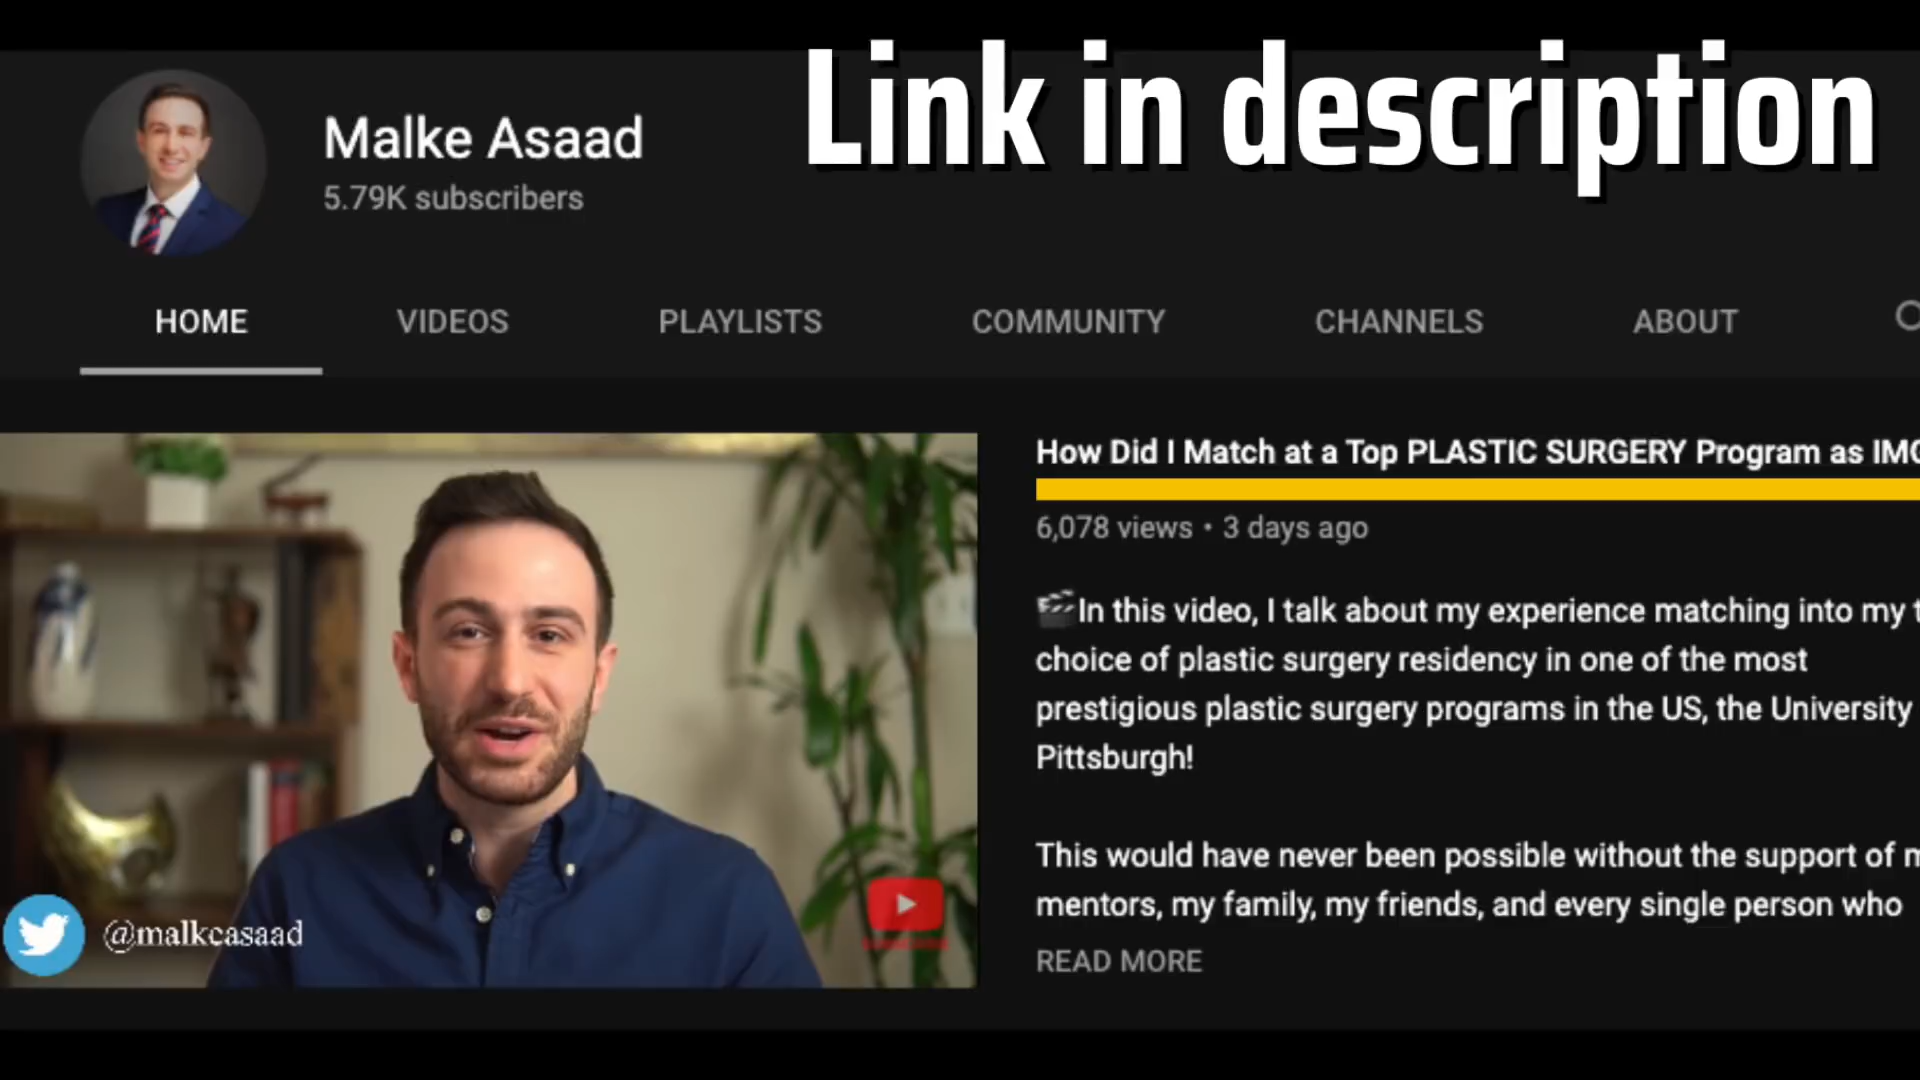 Link in description
Malke Asaad
5.79K subscribers
HOME VIDEOS PLAYLISTS COMMUNITY CHANNELS ABOUT
How Did I Match at a Top PLASTIC SURGERY Program as IMG
6,078 views • 3 days ago
In this video, I talk about my experience matching into my
choice of plastic surgery residency in one of the most
prestigious plastic surgery programs in the US, the University
Pittsburgh!
This would have never been possible without the support of
mentors, my family, my friends, and every single person who
READ MORE
@malkeasaad